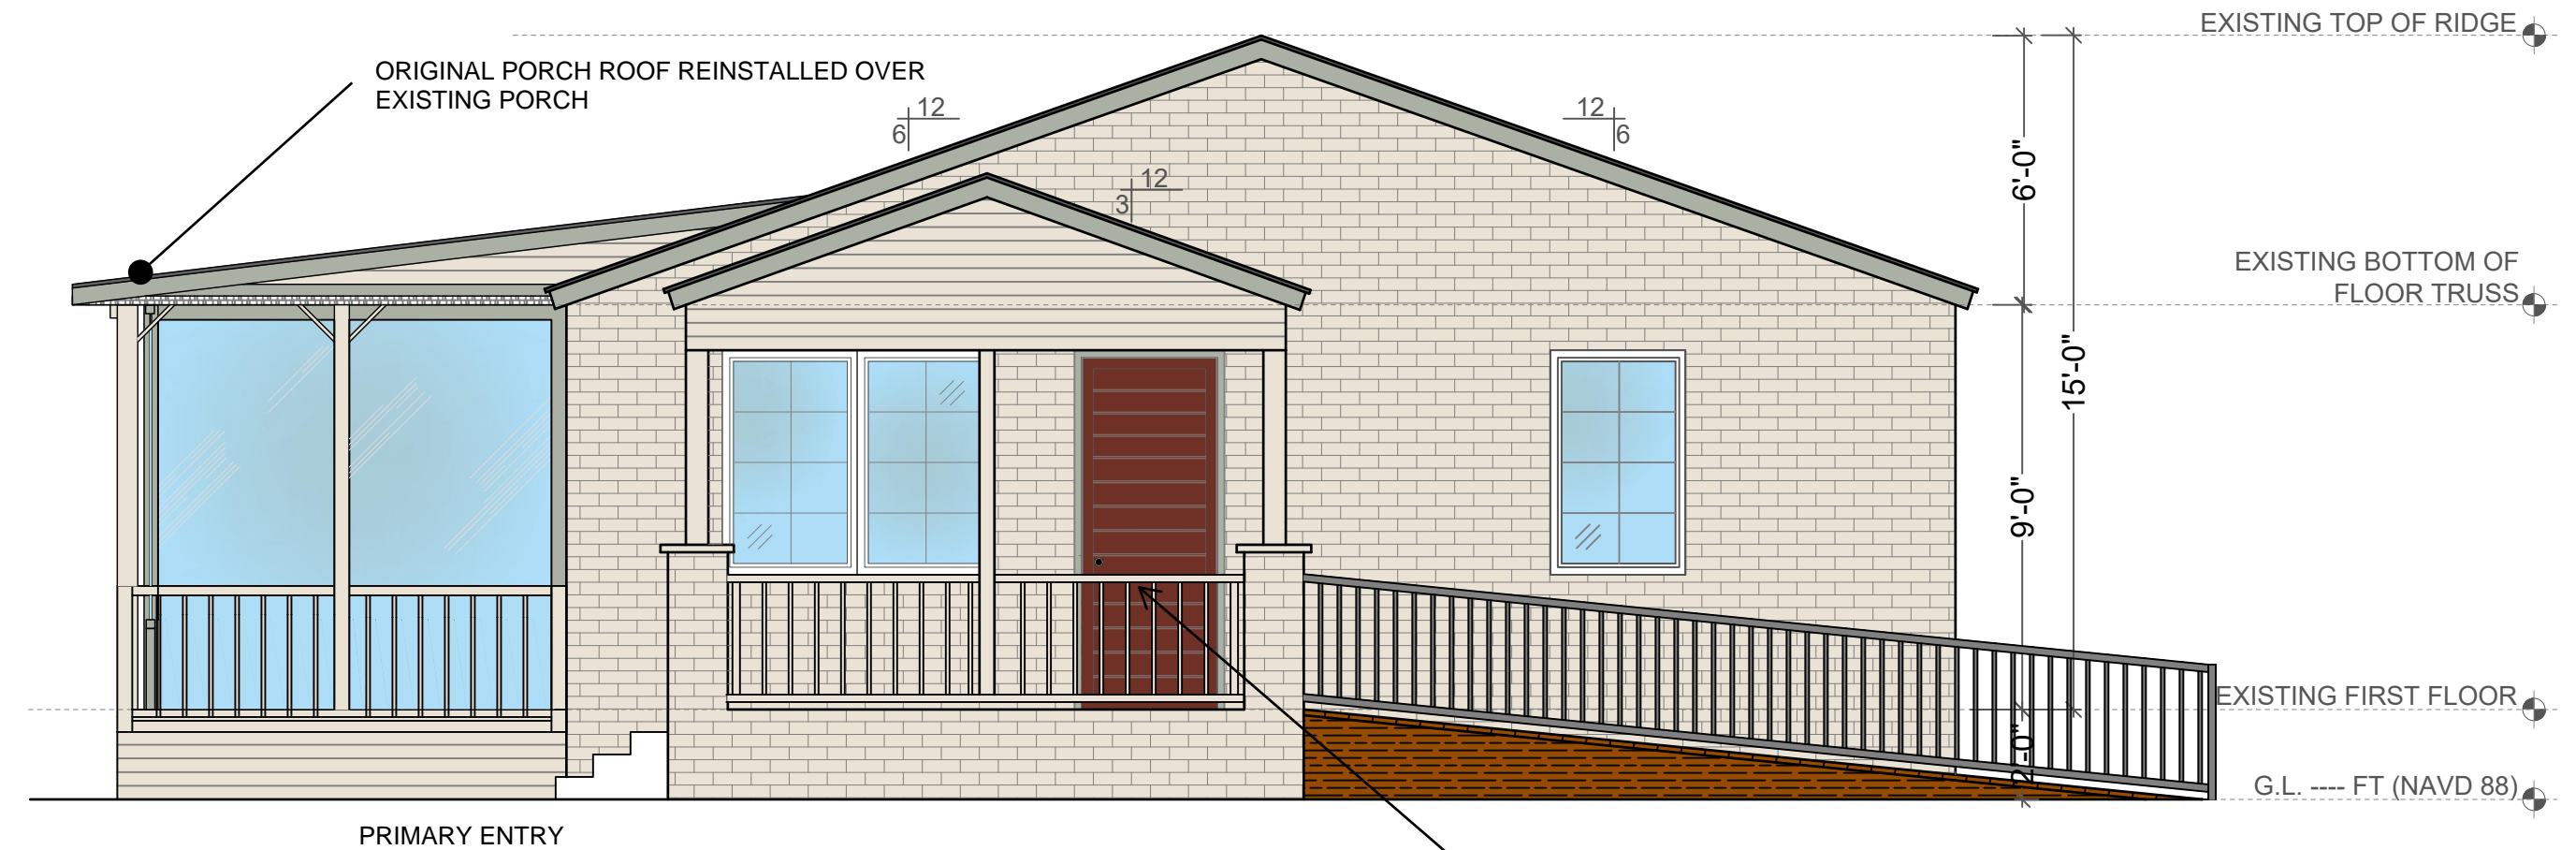 EXISTING TOP OF RIDGE
ORIGINAL PORCH ROOF REINSTALLED OVER
EXISTING PORCH
12
6
12
6
12
3
6'-0"
EXISTING BOTTOM OF
FLOOR TRUSS
15'-0"
9'-0"
EXISTING FIRST FLOOR
2'-0"
G.L. ---- FT (NAVD 88)
PRIMARY ENTRY